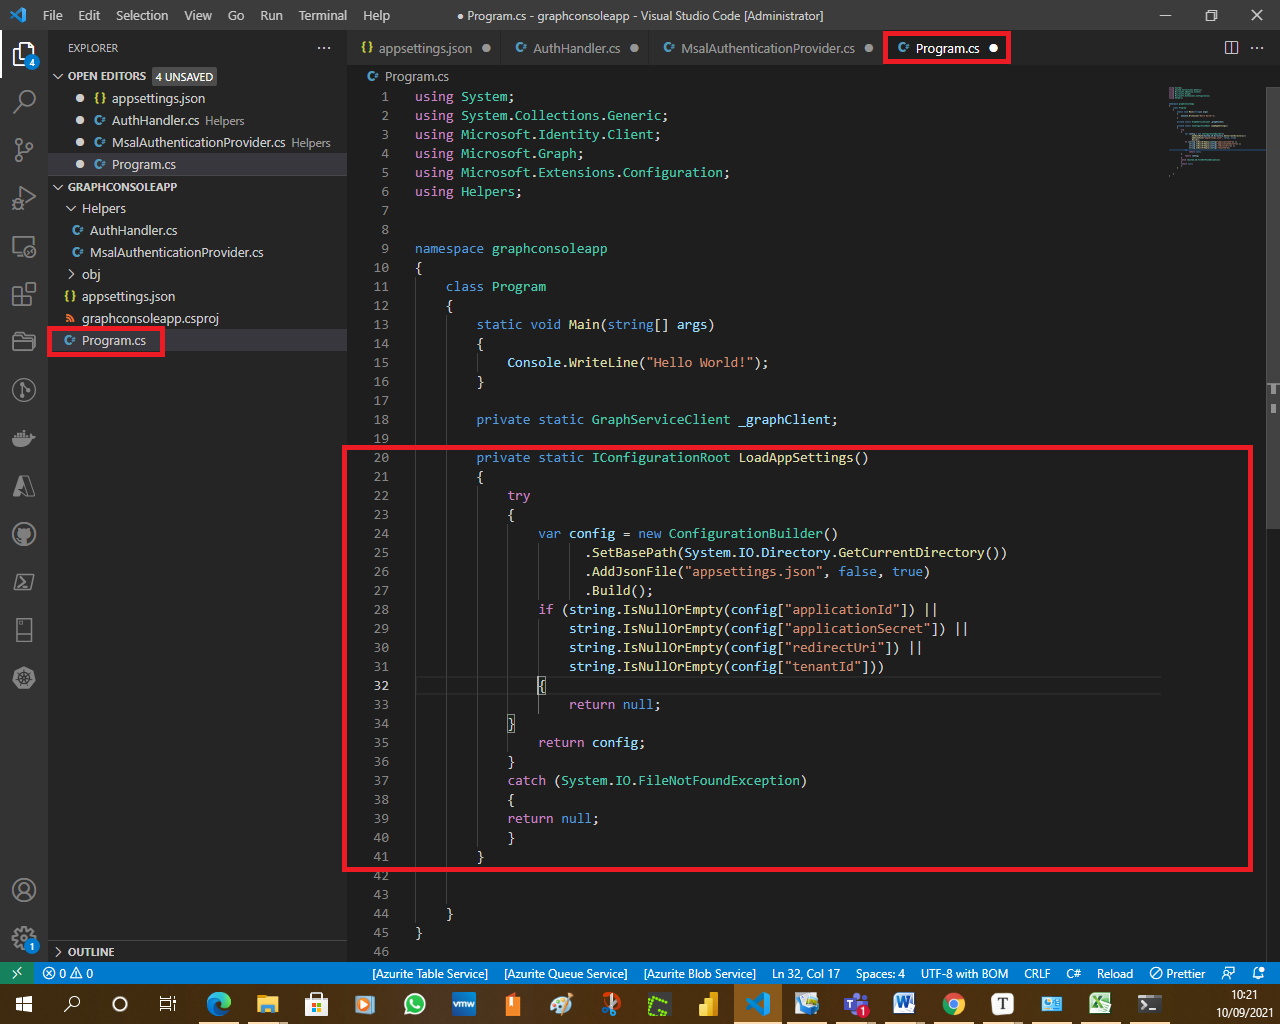 File Edit Selection View Go Run Terminal Help ● Program.cs - graphconsoleapp - Visual Studio Code [Administrator]
EXPLORER ···
{} appsettings.json ● C# AuthHandler.cs ● C# MsalAuthenticationProvider.cs ● C# Program.cs ● ···
OPEN EDITORS 4 UNSAVED
● {} appsettings.json
● C# AuthHandler.cs Helpers
● C# MsalAuthenticationProvider.cs Helpers
● C# Program.cs
GRAPHCONSOLEAPP
Helpers
C# AuthHandler.cs
C# MsalAuthenticationProvider.cs
obj
{} appsettings.json
graphconsoleapp.csproj
C# Program.cs
OUTLINE
4
1
C# Program.cs
1 using System;
2 using System.Collections.Generic;
3 using Microsoft.Identity.Client;
4 using Microsoft.Graph;
5 using Microsoft.Extensions.Configuration;
6 using Helpers;
7
8
9 namespace graphconsoleapp
10 {
11 class Program
12 {
13 static void Main(string[] args)
14 {
15 Console.WriteLine("Hello World!");
16 }
17
18 private static GraphServiceClient _graphClient;
19
20 private static IConfigurationRoot LoadAppSettings()
21 {
22 try
23 {
24 var config = new ConfigurationBuilder()
25 .SetBasePath(System.IO.Directory.GetCurrentDirectory())
26 .AddJsonFile("appsettings.json", false, true)
27 .Build();
28 if (string.IsNullOrEmpty(config["applicationId"]) ||
29 string.IsNullOrEmpty(config["applicationSecret"]) ||
30 string.IsNullOrEmpty(config["redirectUri"]) ||
31 string.IsNullOrEmpty(config["tenantId"]))
32 {
33 return null;
34 }
35 return config;
36 }
37 catch (System.IO.FileNotFoundException)
38 {
39 return null;
40 }
41 }
42
43
44 }
45 }
46
0 0 [Azurite Table Service] [Azurite Queue Service] [Azurite Blob Service] Ln 32, Col 17 Spaces: 4 UTF-8 with BOM CRLF C# Reload Prettier
vmw T 1 W T X
10:21
10/09/2021